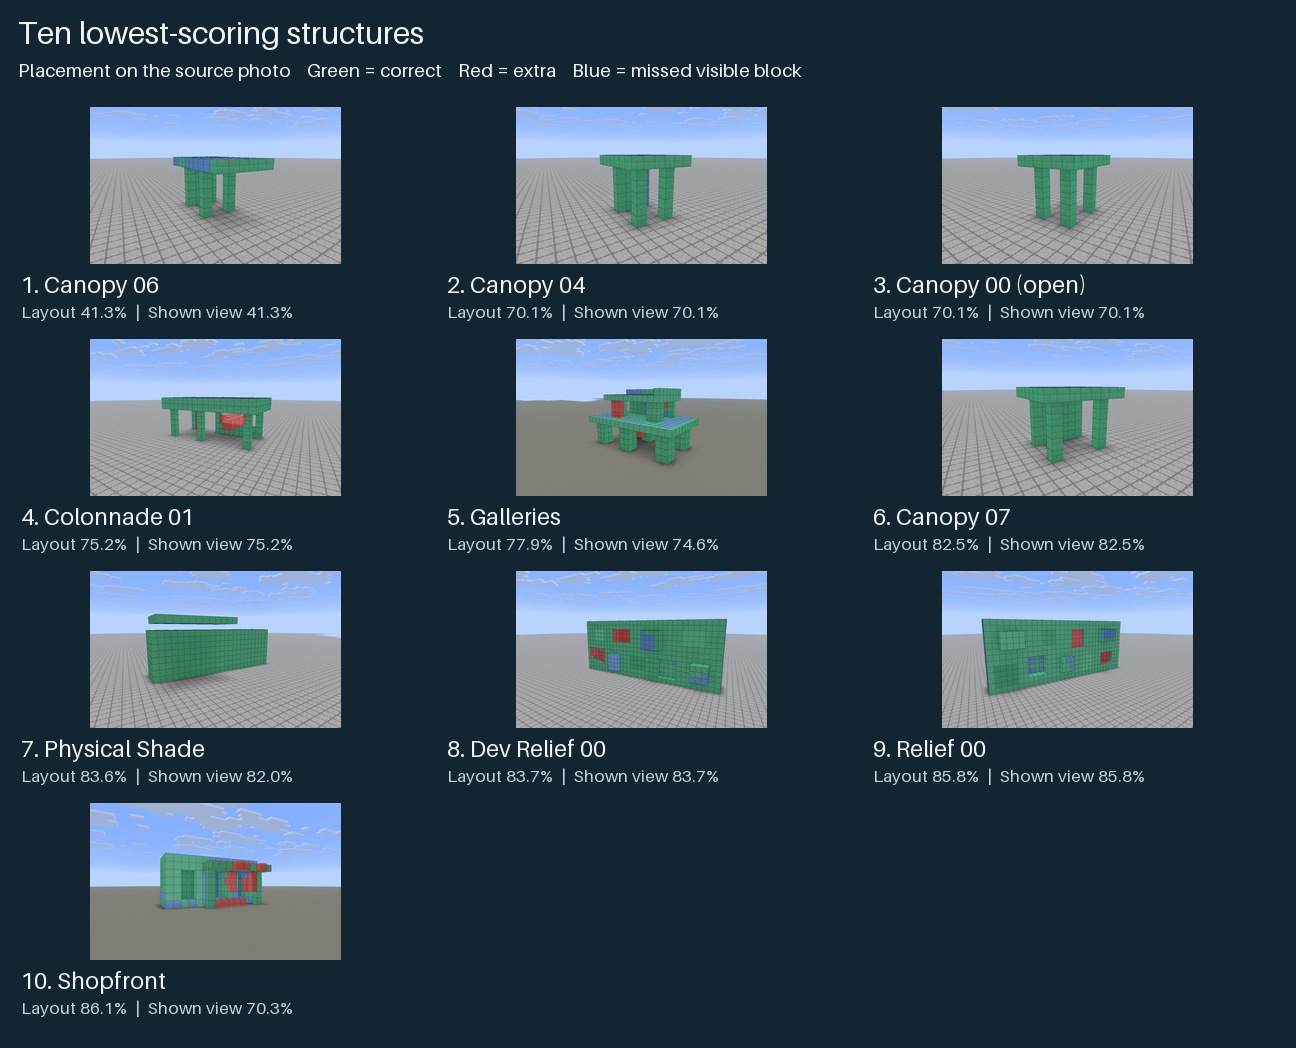 Ten lowest-scoring structures
Placement on the source photo Green = correct Red = extra Blue = missed visible block
1. Canopy 06
Layout 41.3% | Shown view 41.3%
2. Canopy 04
Layout 70.1% | Shown view 70.1%
3. Canopy 00 (open)
Layout 70.1% | Shown view 70.1%
4. Colonnade 01
Layout 75.2% | Shown view 75.2%
5. Galleries
Layout 77.9% | Shown view 74.6%
6. Canopy 07
Layout 82.5% | Shown view 82.5%
7. Physical Shade
Layout 83.6% | Shown view 82.0%
8. Dev Relief 00
Layout 83.7% | Shown view 83.7%
9. Relief 00
Layout 85.8% | Shown view 85.8%
10. Shopfront
Layout 86.1% | Shown view 70.3%